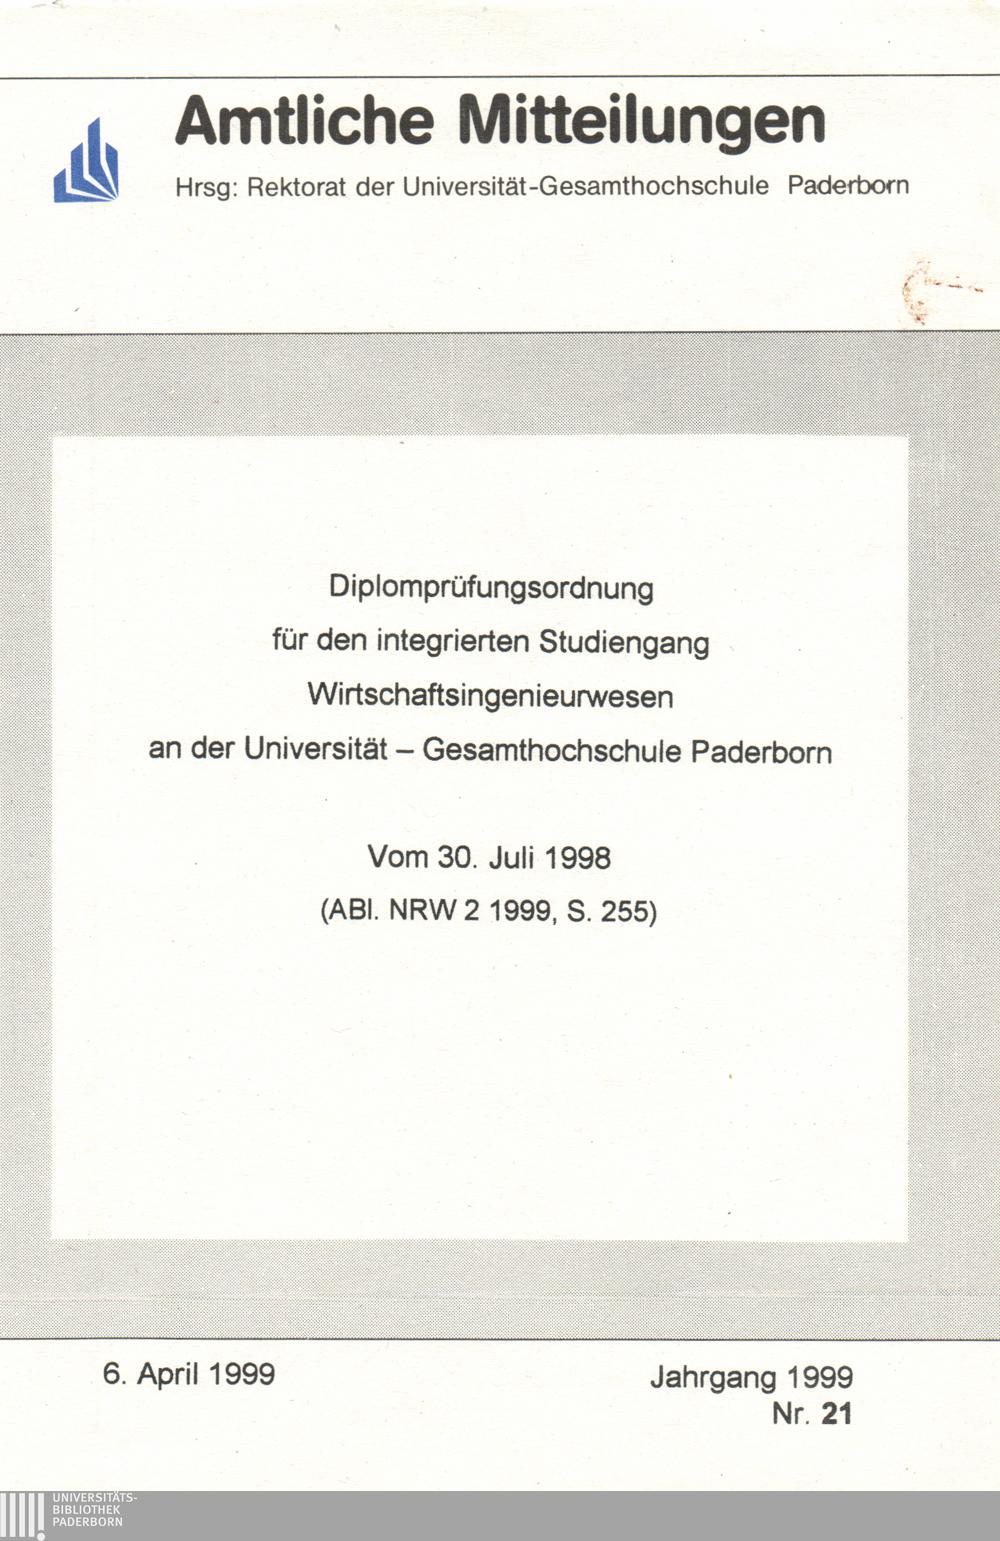 Amtliche Mitteilungen
Hrsg: Rektorat der Universität-Gesamthochschule Paderborn
Diplomprüfungsordnung
für den integrierten Studiengang
Wirtschaftsingenieurwesen
an der Universität – Gesamthochschule Paderborn
Vom 30. Juli 1998
(ABl. NRW 2 1999, S. 255)
6. April 1999
Jahrgang 1999
Nr. 21
UNIVERSITÄTS-
BIBLIOTHEK
PADERBORN